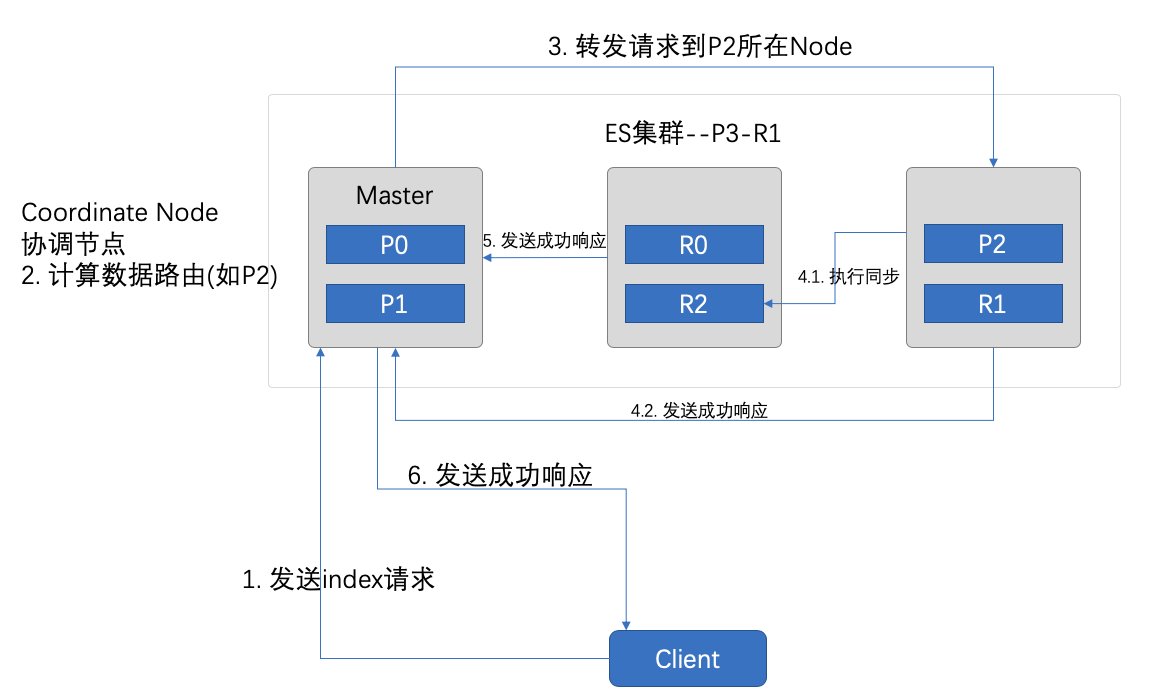 3. 转发请求到P2所在Node
ES集群--P3-R1
Coordinate Node
协调节点
2. 计算数据路由(如P2)
Master
P0
P1
5. 发送成功响应
R0
R2
4.1. 执行同步
P2
R1
4.2. 发送成功响应
6. 发送成功响应
1. 发送index请求
Client